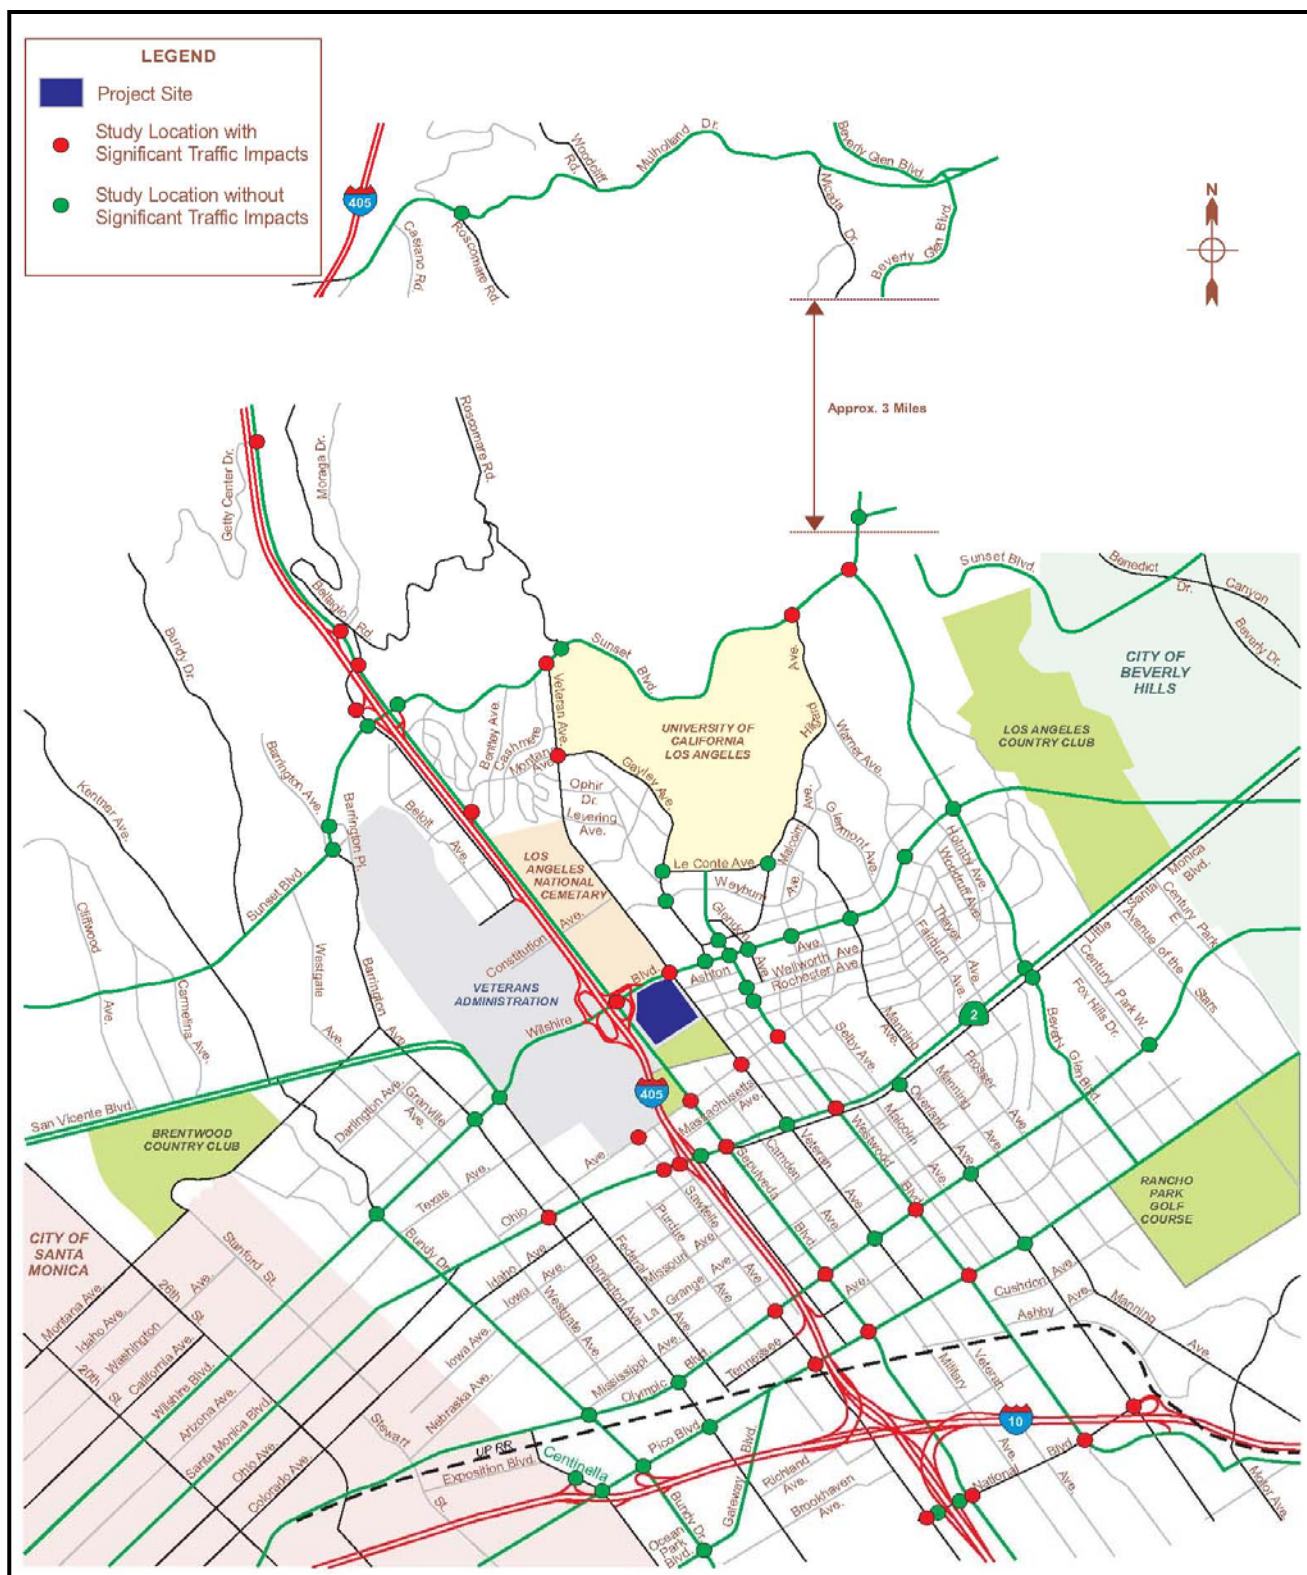 LEGEND
Project Site
Study Location with
Significant Traffic Impacts
Study Location without
Significant Traffic Impacts
405
Casiano Rd.
Roscomare Rd.
Woodcliff
Rd.
Mulholland Dr.
Beverly Glen Blvd.
Nicada
Dr.
Beverly Glen Blvd.
N
Approx. 3 Miles
Getty Center Dr.
Moraga Dr.
Roscomare Rd.
Bellagio
Rd.
Bundy Dr.
Kentner Ave.
Sunset Blvd.
Benedict
Canyon
Dr.
Beverly Dr.
CITY OF
BEVERLY
HILLS
LOS ANGELES
COUNTRY CLUB
Sunset
Blvd.
Veteran Ave.
UNIVERSITY OF
CALIFORNIA
LOS ANGELES
Hilgard
Ave.
Warner Ave.
Bentley Ave.
Cashmere
Montana
Ave.
Gayley Ave.
Ophir
Dr.
Levering
Ave.
Barrington Ave.
Barrington Pl.
Beloit
Ave.
LOS
ANGELES
NATIONAL
CEMETARY
Le Conte Ave.
Weyburn
Ave.
Malcolm
Ave.
Glenmont Ave.
Holmby Ave.
Woodruff Ave.
Thayer
Ave.
Fairburn
Ave.
Little
Santa
Monica
Blvd.
Century
Park
E.
Avenue of the
Stars
Century
Park W.
Fox Hills Dr.
Sunset Blvd.
Cliffwood
Ave.
Carmelina Ave.
Westgate
Ave.
Barrington
Ave.
Constitution
Ave.
VETERANS
ADMINISTRATION
Wilshire
Blvd.
Glendon
Ave.
Ashton
Ave.
Wellworth Ave.
Rochester Ave.
Selby Ave.
Manning
Ave.
2
Prosser
Ave.
Beverly
Glen Blvd.
San Vicente Blvd.
BRENTWOOD
COUNTRY CLUB
Darlington Ave.
Granville
Ave.
405
Massachusetts
Ave.
Camden
Ave.
Veteran
Ave.
Westwood
Blvd.
Malcolm
Ave.
Overland
Ave.
Manning
Ave.
Sepulveda
Blvd.
Texas
Ave.
Ohio
Ave.
Bundy Dr.
Idaho Ave.
Iowa
Ave.
Westgate Ave.
Barrington Ave.
Federal
Ave.
Purdue
Ave.
Sawtelle
Missouri
Ave.
La Grange Ave.
RANCHO
PARK
GOLF
COURSE
CITY OF
SANTA
MONICA
Montana Ave.
Idaho Ave.
26th
St.
Washington
Ave.
20th
St.
California Ave.
Wilshire Blvd.
Arizona Ave.
Santa Monica Blvd.
Ohio Ave.
Colorado Ave.
Stanford St.
Stewart
St.
Iowa Ave.
Nebraska Ave.
Mississippi Ave.
Olympic
Blvd.
Tennessee
Ave.
Cushdon
Ave.
Ashby Ave.
Manning
Ave.
Military
Ave.
Veteran
Ave.
UP RR
Exposition Blvd.
Centinella
Pico Blvd.
Gateway
Blvd.
Richland
Ave.
Brookhaven
Ave.
10
National
Blvd.
Motor Ave.
Bundy Dr.
Ocean
Park
Blvd.